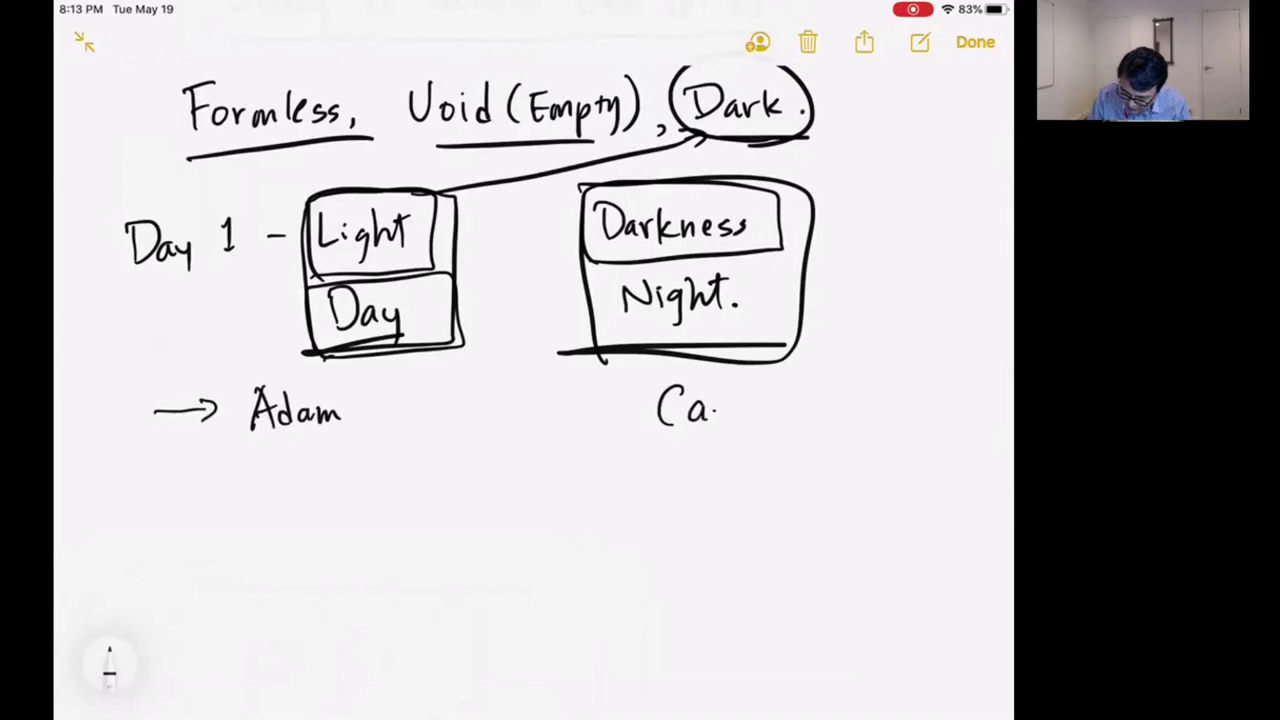 8:13 PM Tue May 19 83%
Done
Formless, Void (Empty), Dark.
Day 1 - Light Darkness
Day Night.
→ Adam Ca